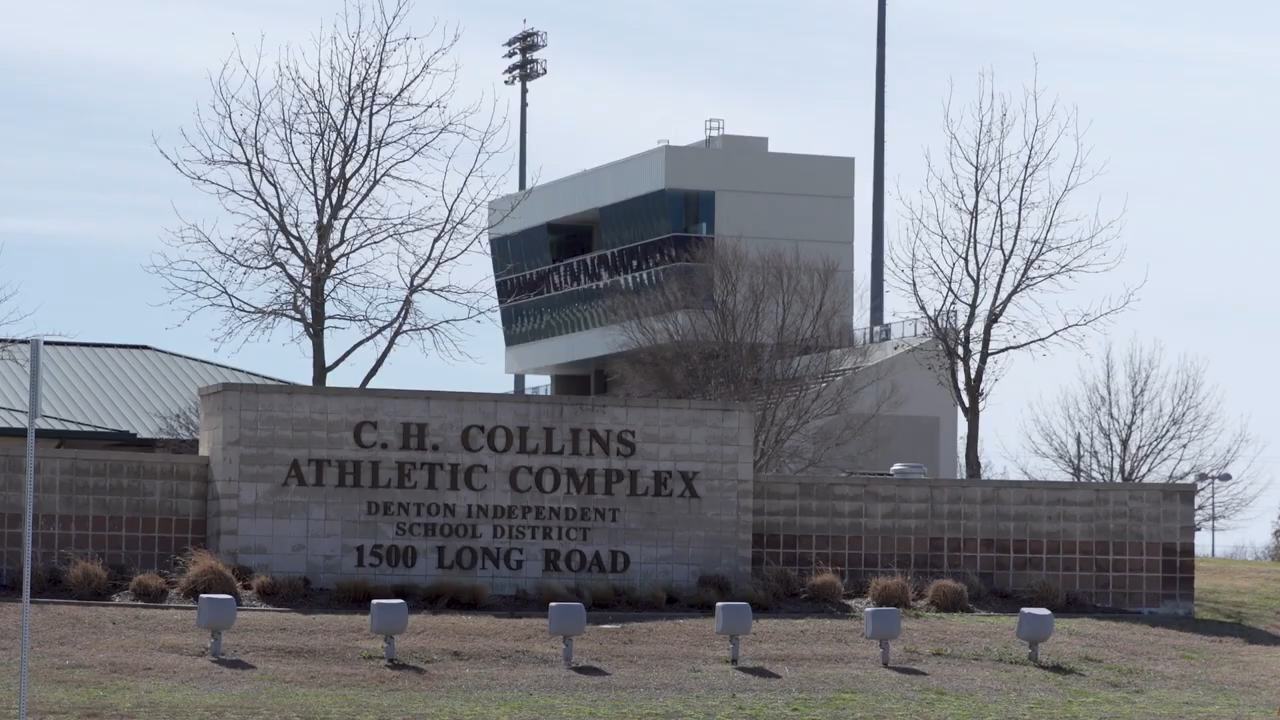 C. H. COLLINS
ATHLETIC COMPLEX
DENTON INDEPENDENT
SCHOOL DISTRICT
1500 LONG ROAD